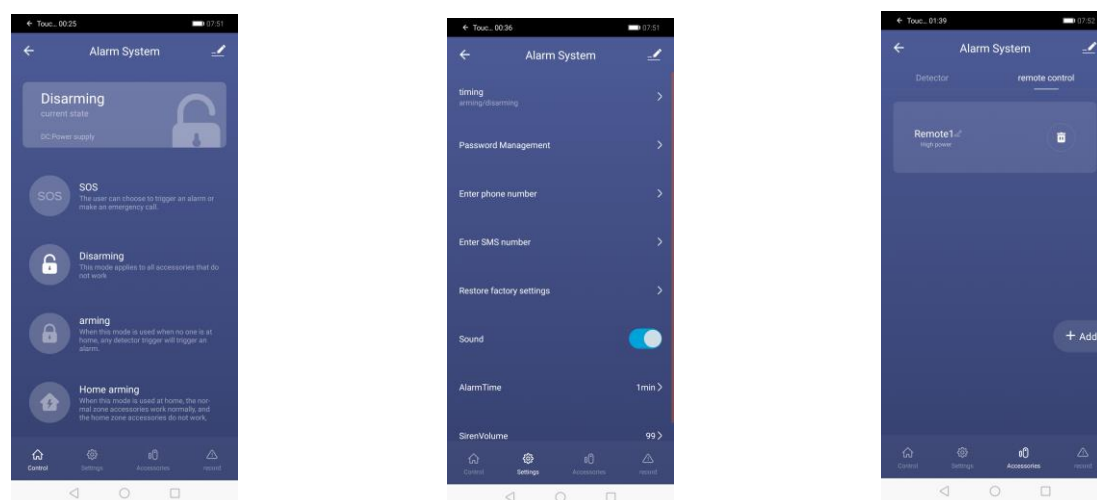 Touc... 00:25
07:51
Alarm System
Disarming
current state
DC:Power supply
SOS
SOS
The user can choose to trigger an alarm or
make an emergency call.
Disarming
This mode applies to all accessories that do
not work
arming
When this mode is used when no one is at
home, any detector trigger will trigger an
alarm.
Home arming
When this mode is used at home, the nor-
mal zone accessories work normally, and
the home zone accessories do not work,
Control
Settings
Accessories
record
Touc... 00:36
07:51
Alarm System
timing
arming/disarming
Password Management
Enter phone number
Enter SMS number
Restore factory settings
Sound
AlarmTime 1min
SirenVolume 99
Control
Settings
Accessories
record
Touc... 01:39
07:52
Alarm System
Detector remote control
Remote1
High power
+ Add
Control
Settings
Accessories
record